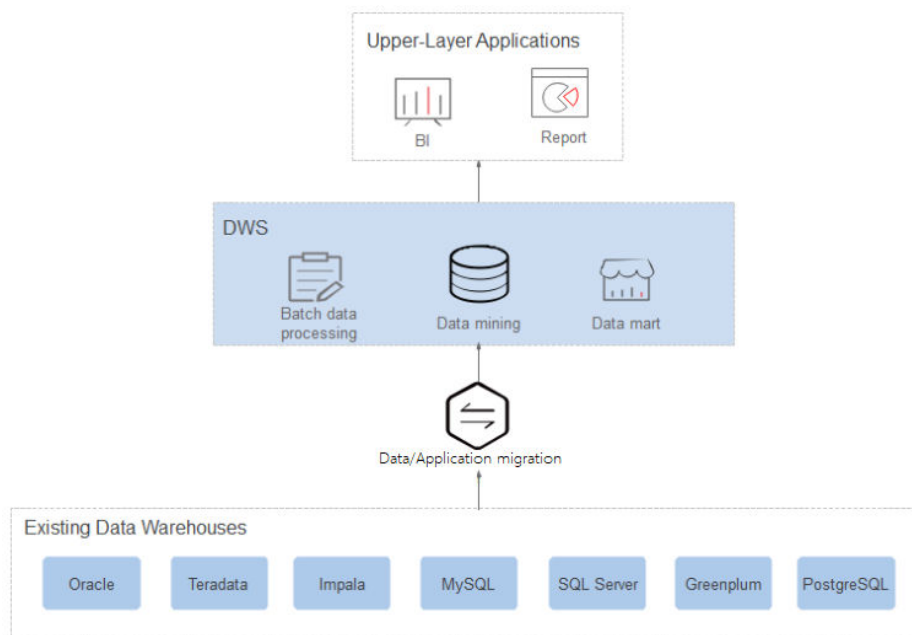 Upper-Layer Applications
BI
Report
DWS
Batch data
processing
Data mining
Data mart
Data/Application migration
Existing Data Warehouses
Oracle
Teradata
Impala
MySQL
SQL Server
Greenplum
PostgreSQL